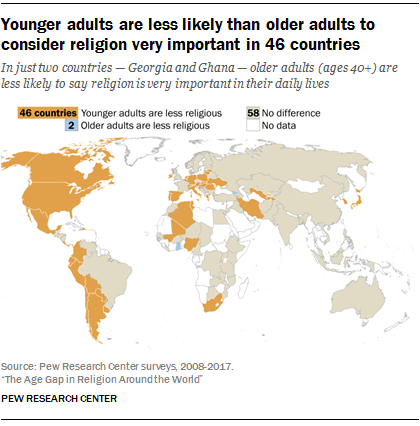 Younger adults are less likely than older adults to
consider religion very important in 46 countries
In just two countries — Georgia and Ghana — older adults (ages 40+) are
less likely to say religion is very important in their daily lives
46 countries Younger adults are less religious 58 No difference
2 Older adults are less religious No data
Source: Pew Research Center surveys, 2008-2017.
“The Age Gap in Religion Around the World”
PEW RESEARCH CENTER